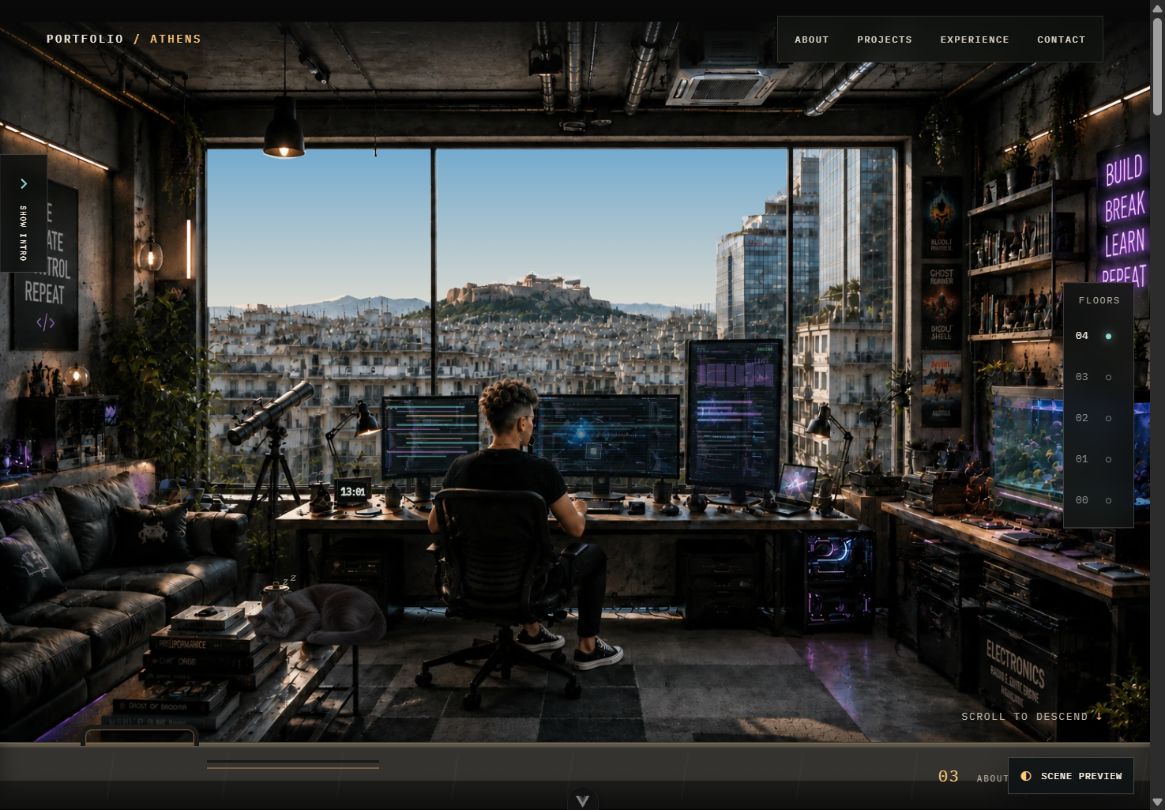 PORTFOLIO / ATHENS
ABOUT
PROJECTS
EXPERIENCE
CONTACT
SHOW INTRO
REPEAT
</>
BUILD
BREAK
LEARN
REPEAT
GHOST
RUNNER
SHELL
FLOORS
04
03
02
01
00
13:01
z z
ELECTRONICS
SCROLL TO DESCEND ↓
03
ABOUT
SCENE PREVIEW